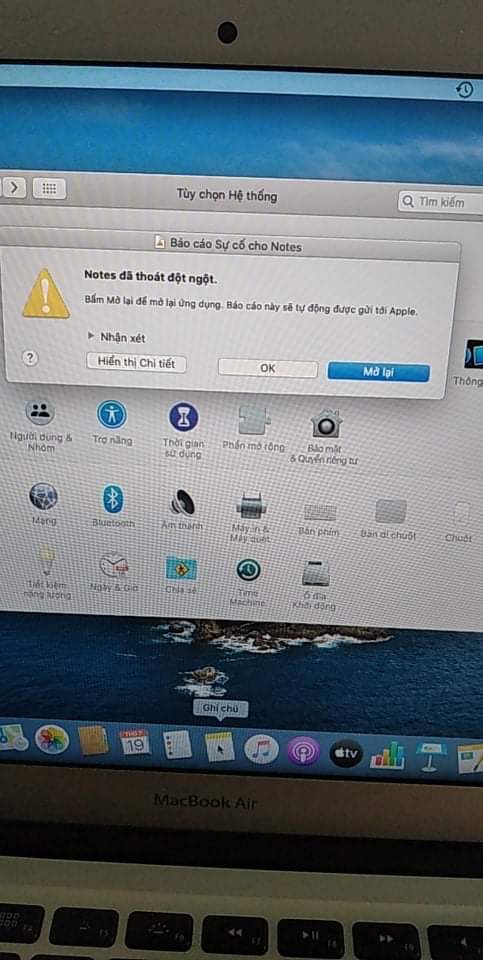 Tùy chọn Hệ thống
Tìm kiếm
Báo cáo Sự cố cho Notes
Notes đã thoát đột ngột.
Bấm Mở lại để mở lại ứng dụng. Báo cáo này sẽ tự động được gửi tới Apple.
Nhận xét
?
Hiển thị Chi tiết
OK
Mở lại
Thông
Người dùng &
Nhóm
Trợ năng
Thời gian
sử dụng
Phần mở rộng
Bảo mật
& Quyền riêng tư
Mạng
Bluetooth
Âm thanh
Máy in &
Máy quét
Bàn phím
Bàn di chuột
Chuột
Tiết kiệm
năng lượng
Ngày & Giờ
Chia sẻ
Time
Machine
Ổ đĩa
Khởi động
Ghi chú
19
tv
MacBook Air
F5
F6
F7
F8
F9